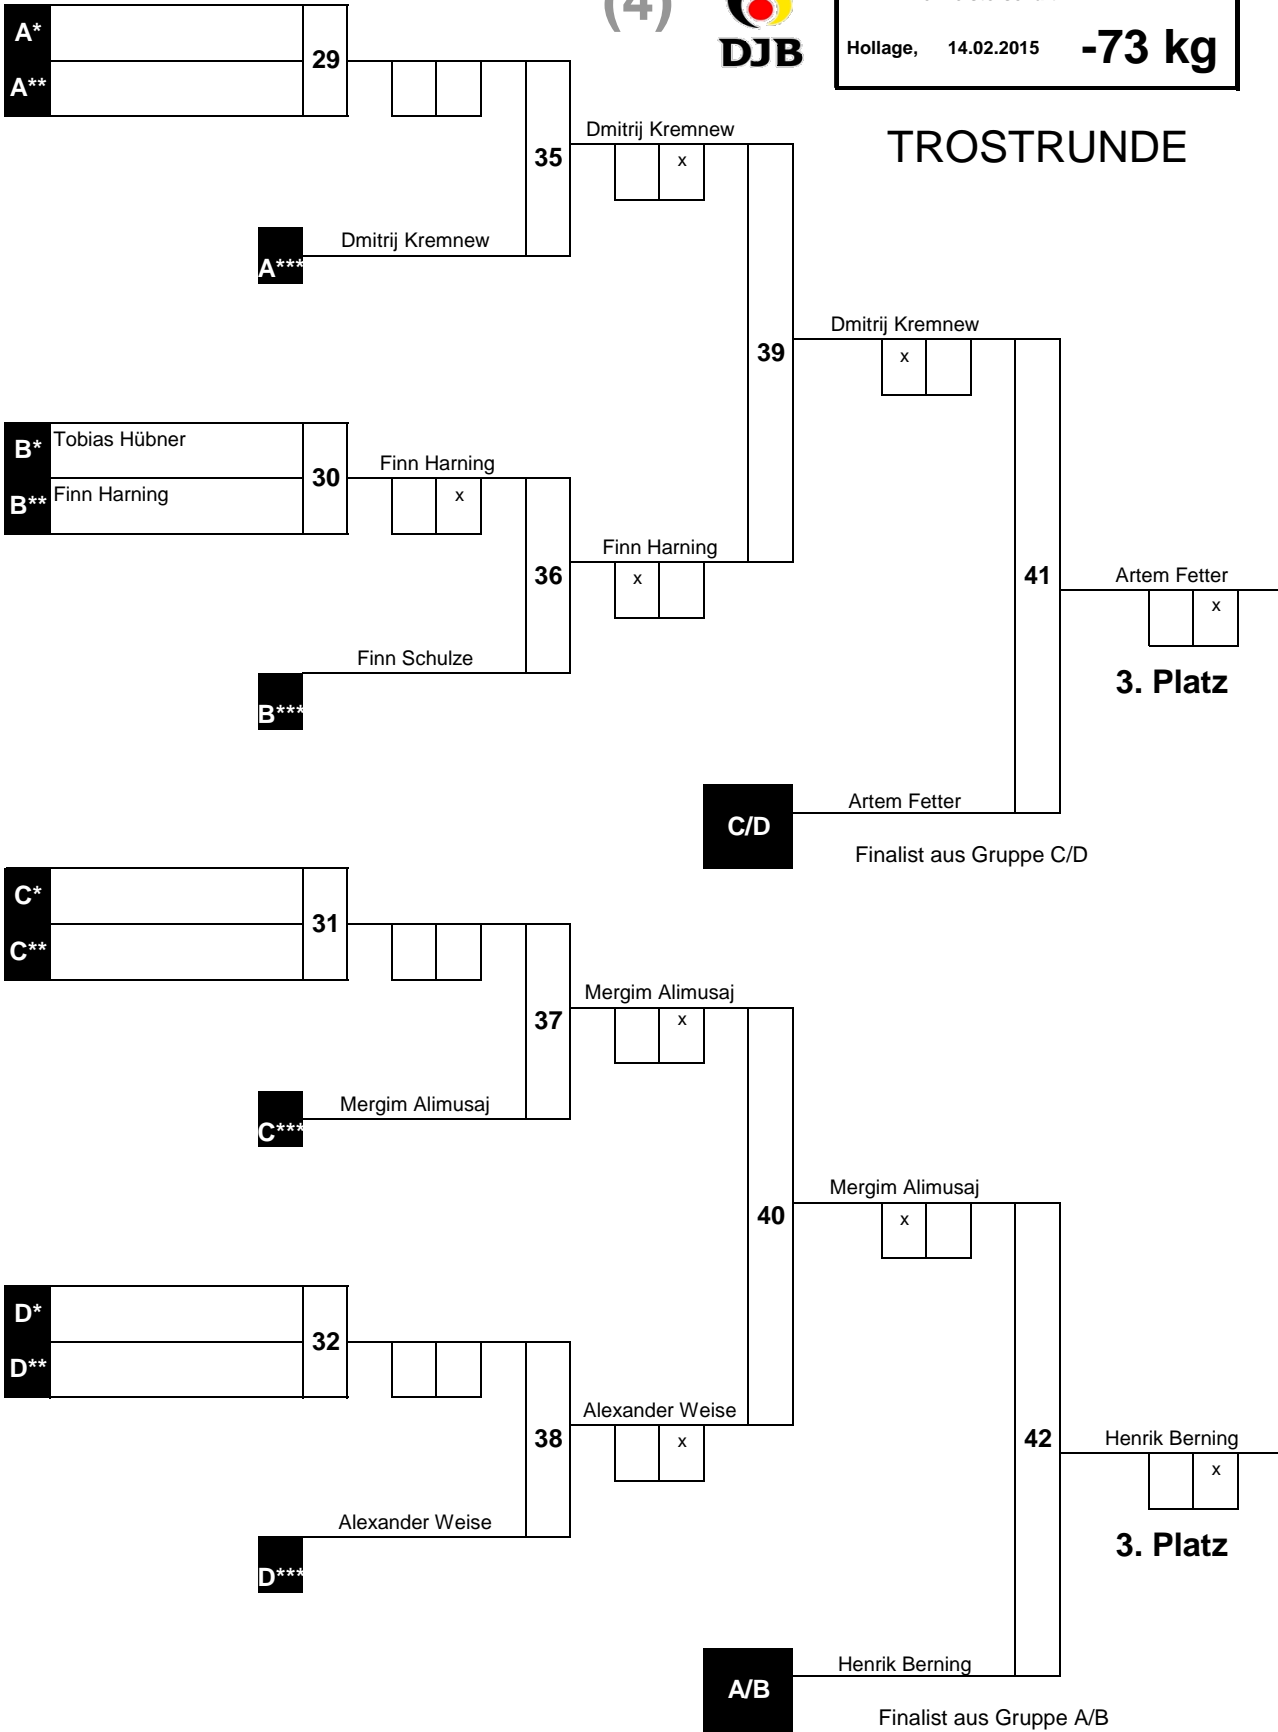 (4)
DJB
Hollage, 14.02.2015 -73 kg
TROSTRUNDE
A*
A**
29
35
Dmitrij Kremnew
x
A***
Dmitrij Kremnew
39
Dmitrij Kremnew
x
B* Tobias Hübner
B** Finn Harning
30
Finn Harning
x
36
Finn Harning
x
Finn Schulze
B***
41
Artem Fetter
x
3. Platz
C/D
Artem Fetter
Finalist aus Gruppe C/D
C*
C**
31
37
Mergim Alimusaj
x
C***
Mergim Alimusaj
40
Mergim Alimusaj
x
D*
D**
32
38
Alexander Weise
x
Alexander Weise
D***
42
Henrik Berning
x
3. Platz
A/B
Henrik Berning
Finalist aus Gruppe A/B